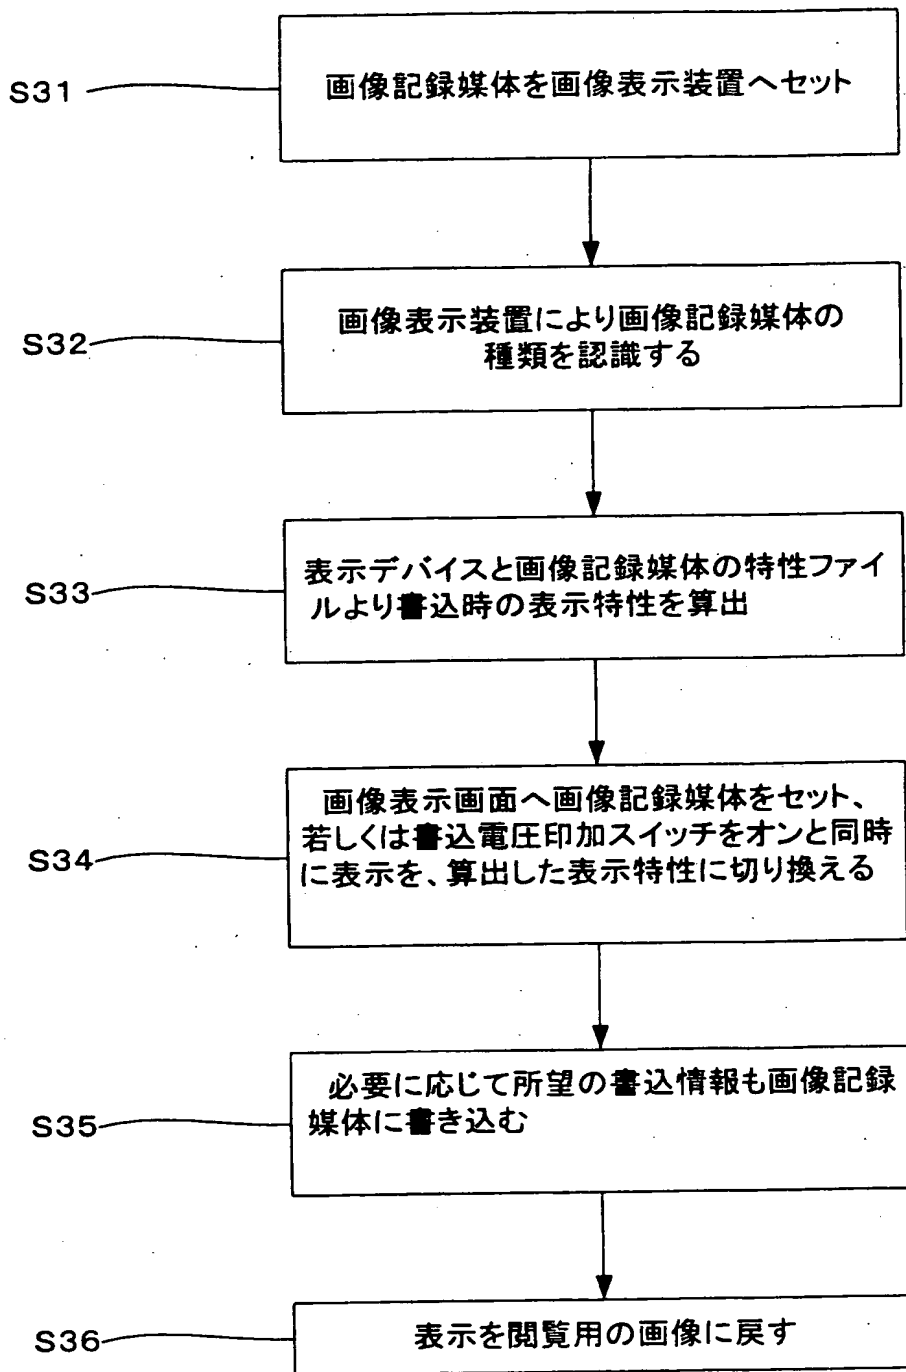 S31
画像記録媒体を画像表示装置へセット
S32
画像表示装置により画像記録媒体の
種類を認識する
S33
表示デバイスと画像記録媒体の特性ファイ
ルより書込時の表示特性を算出
S34
画像表示画面へ画像記録媒体をセット、
若しくは書込電圧印加スイッチをオンと同時
に表示を、算出した表示特性に切り換える
S35
必要に応じて所望の書込情報も画像記録
媒体に書き込む
S36
表示を閲覧用の画像に戻す